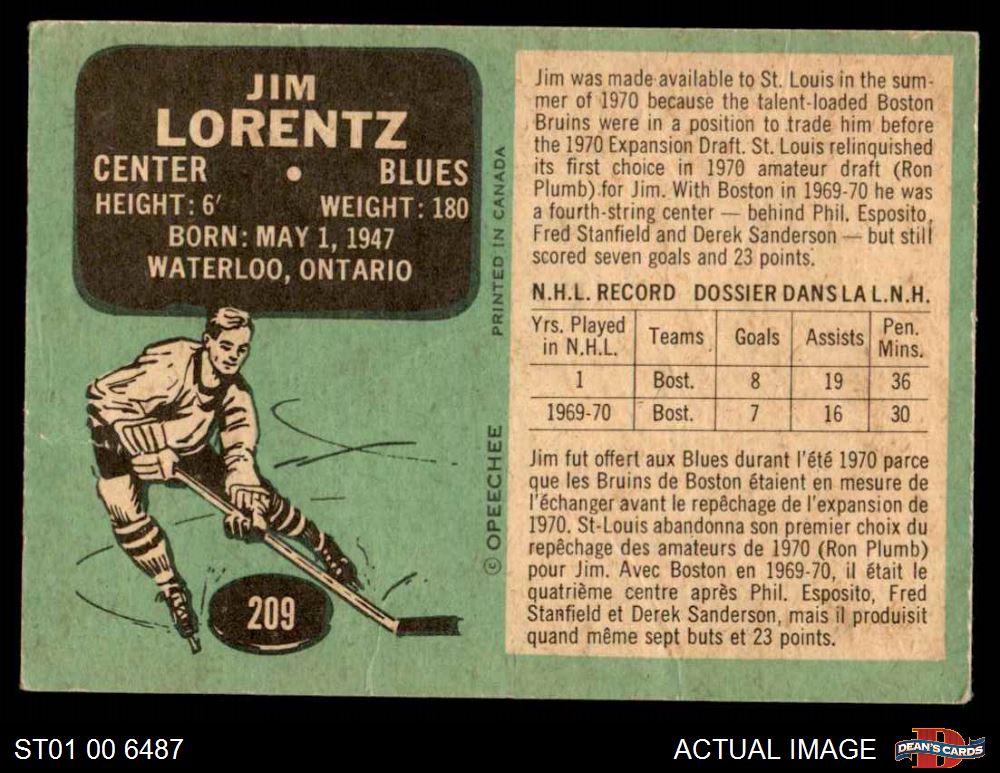 JIM
LORENTZ
CENTER • BLUES
HEIGHT: 6' WEIGHT: 180
BORN: MAY 1, 1947
WATERLOO, ONTARIO
209
© OPEECHEE PRINTED IN CANADA
Jim was made available to St. Louis in the sum-
mer of 1970 because the talent-loaded Boston
Bruins were in a position to trade him before
the 1970 Expansion Draft. St. Louis relinquished
its first choice in 1970 amateur draft (Ron
Plumb) for Jim. With Boston in 1969-70 he was
a fourth-string center — behind Phil. Esposito,
Fred Stanfield and Derek Sanderson — but still
scored seven goals and 23 points.
N.H.L. RECORD DOSSIER DANS LA L.N.H.
Yrs. Played in N.H.L. Teams Goals Assists Pen. Mins.
1 Bost. 8 19 36
1969-70 Bost. 7 16 30
Jim fut offert aux Blues durant l'été 1970 parce
que les Bruins de Boston étaient en mesure de
l'échanger avant le repêchage de l'expansion de
1970. St-Louis abandonna son premier choix du
repêchage des amateurs de 1970 (Ron Plumb)
pour Jim. Avec Boston en 1969-70, il était le
quatrième centre après Phil. Esposito, Fred
Stanfield et Derek Sanderson, mais il produisit
quand même sept buts et 23 points.
ST01 00 6487
ACTUAL IMAGE
DEAN'S CARDS